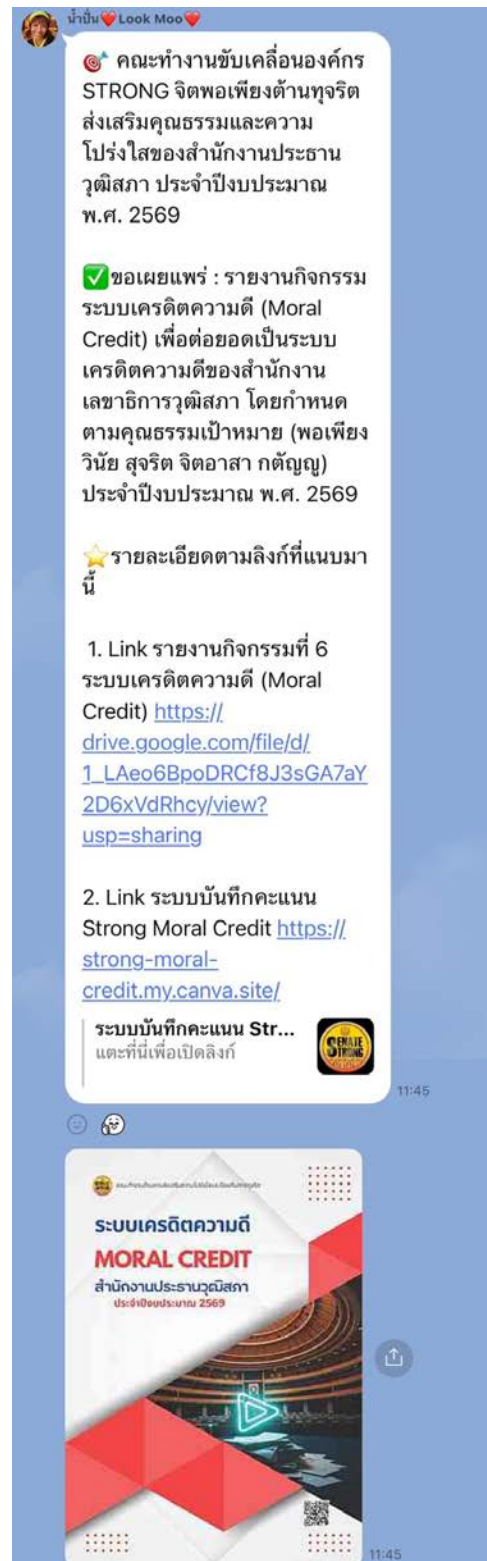 น้ำปั่น❤️Look Moo❤️
🎯 คณะทำงานขับเคลื่อนองค์กร
STRONG จิตพอเพียงต้านทุจริต
ส่งเสริมคุณธรรมและความ
โปร่งใสของสำนักงานประธาน
วุฒิสภา ประจำปีงบประมาณ
พ.ศ. 2569
✅ขอเผยแพร่ : รายงานกิจกรรม
ระบบเครดิตความดี (Moral
Credit) เพื่อต่อยอดเป็นระบบ
เครดิตความดีของสำนักงาน
เลขาธิการวุฒิสภา โดยกำหนด
ตามคุณธรรมเป้าหมาย (พอเพียง
วินัย สุจริต จิตอาสา กตัญญู)
ประจำปีงบประมาณ พ.ศ. 2569
⭐รายละเอียดตามลิงก์ที่แนบมา
นี้
1. Link รายงานกิจกรรมที่ 6
ระบบเครดิตความดี (Moral
Credit) https://
drive.google.com/file/d/
1_LAeo6BpoDRCf8J3sGA7aY
2D6xVdRhcy/view?
usp=sharing
2. Link ระบบบันทึกคะแนน
Strong Moral Credit https://
strong-moral-
credit.my.canva.site/
ระบบบันทึกคะแนน Str...
แตะที่นี่เพื่อเปิดลิงก์
SENATE
STRONG
11:45
ระบบเครดิตความดี
MORAL CREDIT
สำนักงานประธานวุฒิสภา
ประจำปีงบประมาณ 2569
11:45